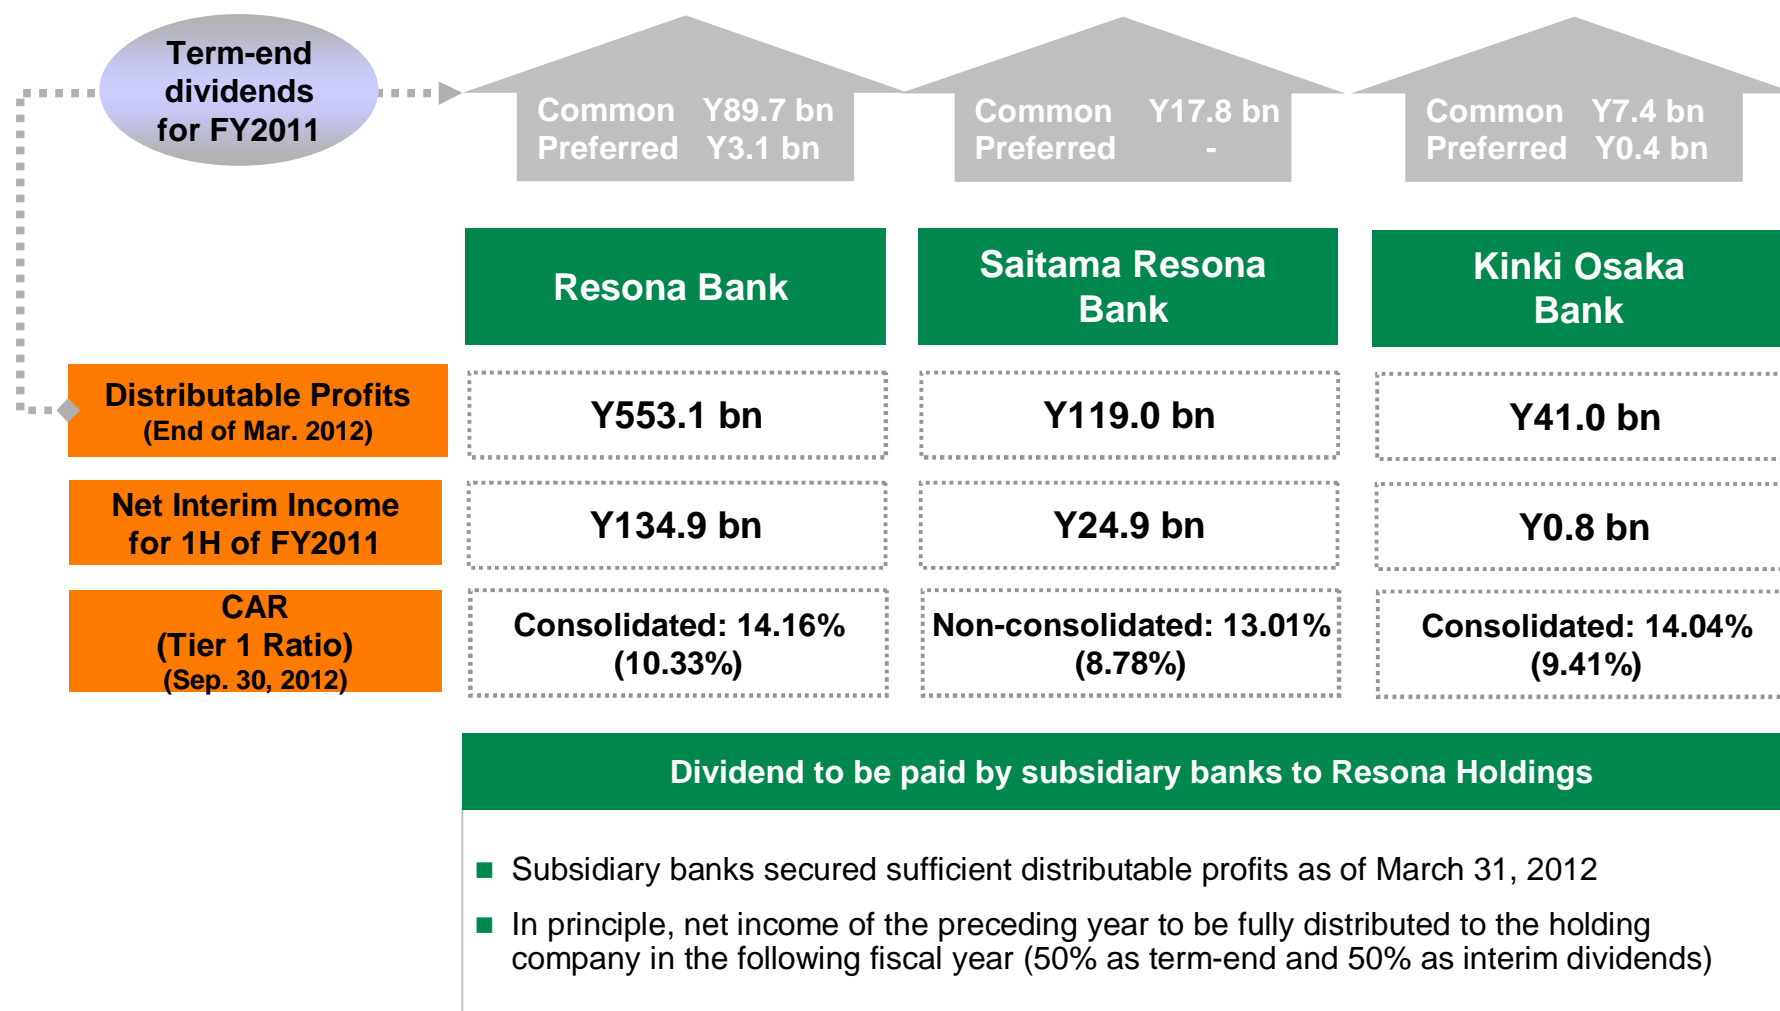 Term-end
dividends
for FY2011
Common Y89.7 bn
Preferred Y3.1 bn
Common Y17.8 bn
Preferred -
Common Y7.4 bn
Preferred Y0.4 bn
Resona Bank
Saitama Resona
Bank
Kinki Osaka
Bank
Distributable Profits
(End of Mar. 2012)
Y553.1 bn
Y119.0 bn
Y41.0 bn
Net Interim Income
for 1H of FY2011
Y134.9 bn
Y24.9 bn
Y0.8 bn
CAR
(Tier 1 Ratio)
(Sep. 30, 2012)
Consolidated: 14.16%
(10.33%)
Non-consolidated: 13.01%
(8.78%)
Consolidated: 14.04%
(9.41%)
Dividend to be paid by subsidiary banks to Resona Holdings
Subsidiary banks secured sufficient distributable profits as of March 31, 2012
In principle, net income of the preceding year to be fully distributed to the holding
company in the following fiscal year (50% as term-end and 50% as interim dividends)